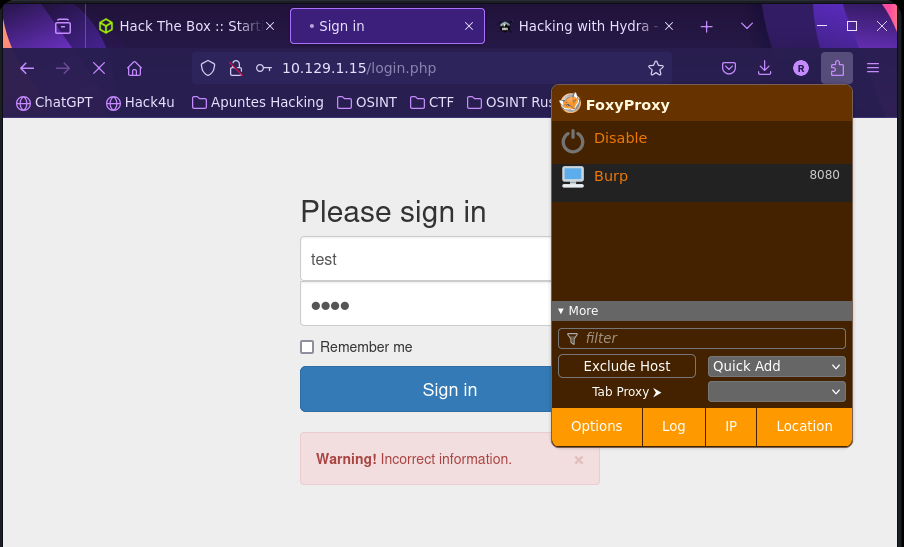 Hack The Box :: Start
Sign in
Hacking with Hydra -
10.129.1.15/login.php
R
ChatGPT
Hack4u
Apuntes Hacking
OSINT
CTF
OSINT Rus
FoxyProxy
Disable
Burp
8080
More
filter
Exclude Host
Quick Add
Tab Proxy
Options
Log
IP
Location
Please sign in
test
Remember me
Sign in
Warning! Incorrect information.